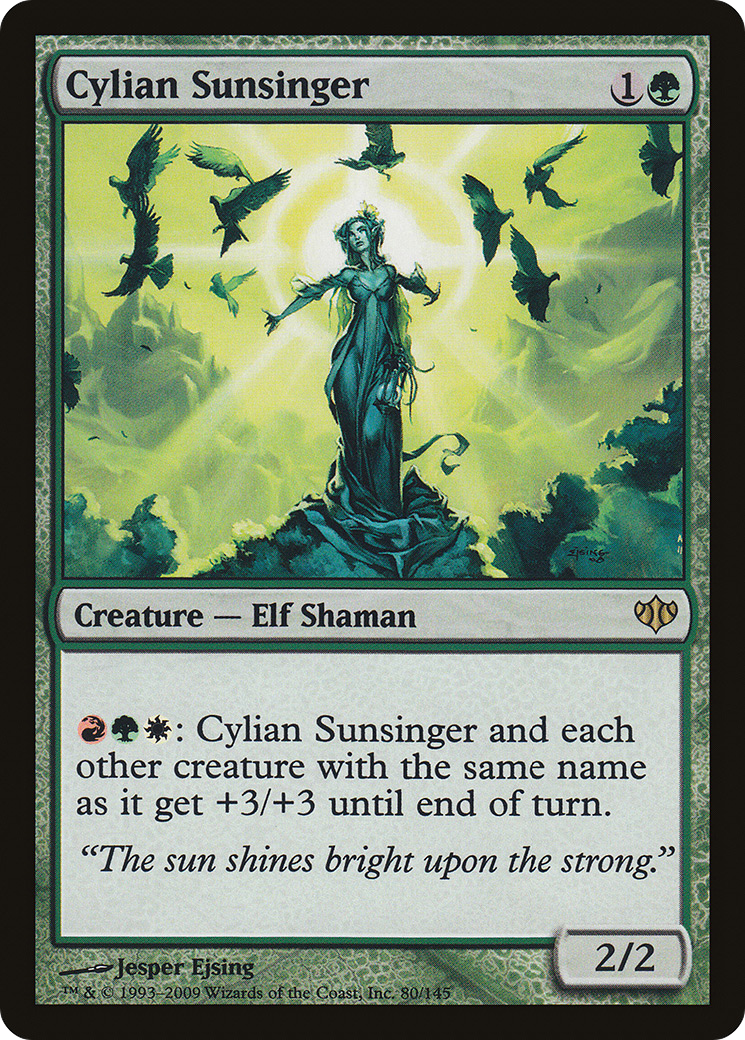 Cylian Sunsinger 1
EJSING
Creature — Elf Shaman
: Cylian Sunsinger and each
other creature with the same name
as it get +3/+3 until end of turn.
“The sun shines bright upon the strong.”
2/2
Jesper Ejsing
™ & © 1993–2009 Wizards of the Coast, Inc. 80/145